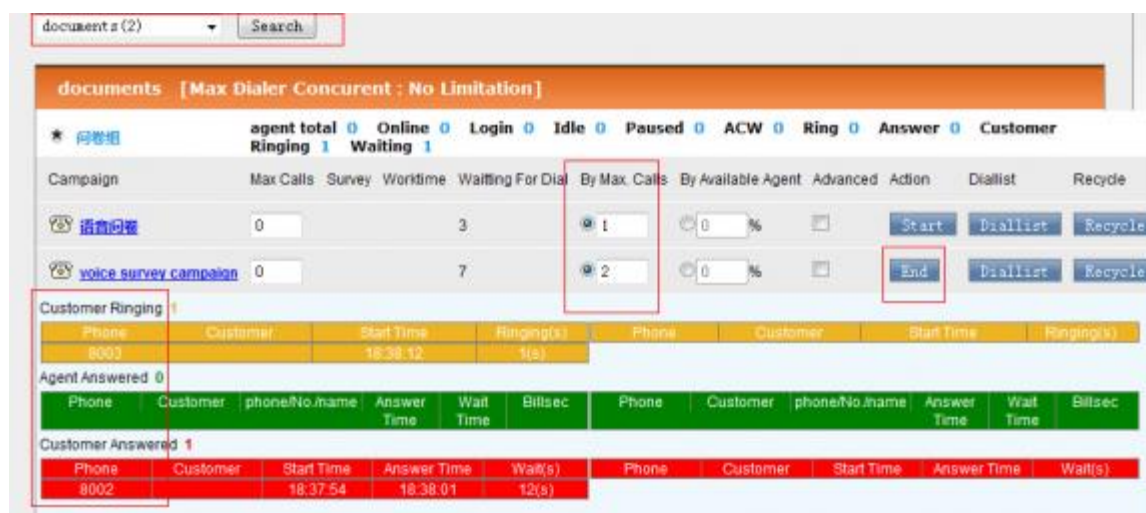 documents(2) Search
documents [Max Dialer Concurent : No Limitation]
* 问卷组 agent total 0 Online 0 Login 0 Idle 0 Paused 0 ACW 0 Ring 0 Answer 0 Customer
Ringing 1 Waiting 1
Campaign Max Calls Survey Worktime Waitting For Dial By Max. Calls By Available Agent Advanced Action Diallist Recycle
语音问卷 0 3 1 0 % Start Diallist Recycle
voice survey campaign 0 7 2 0 % End Diallist Recycle
Customer Ringing 1
Phone Customer Start Time Ringing(s) Phone Customer Start Time Ringing(s)
8003 18:38:12 1(s)
Agent Answered 0
Phone Customer phone/No./name Answer Time Wait Time Billsec Phone Customer phone/No./name Answer Time Wait Time Billsec
Customer Answered 1
Phone Customer Start Time Answer Time Wait(s) Phone Customer Start Time Answer Time Wait(s)
8002 18:37:54 18:38:01 12(s)